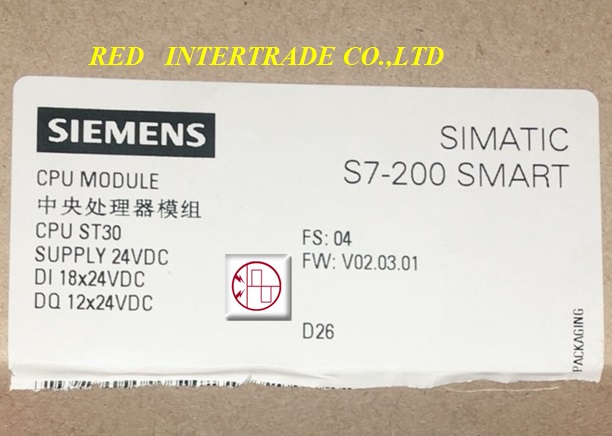 RED INTERTRADE CO.,LTD
SIEMENS
SIMATIC
S7-200 SMART
CPU MODULE
中央处理器模组
CPU ST30
SUPPLY 24VDC
DI 18x24VDC
DQ 12x24VDC
FS: 04
FW: V02.03.01
D26
PACKAGING